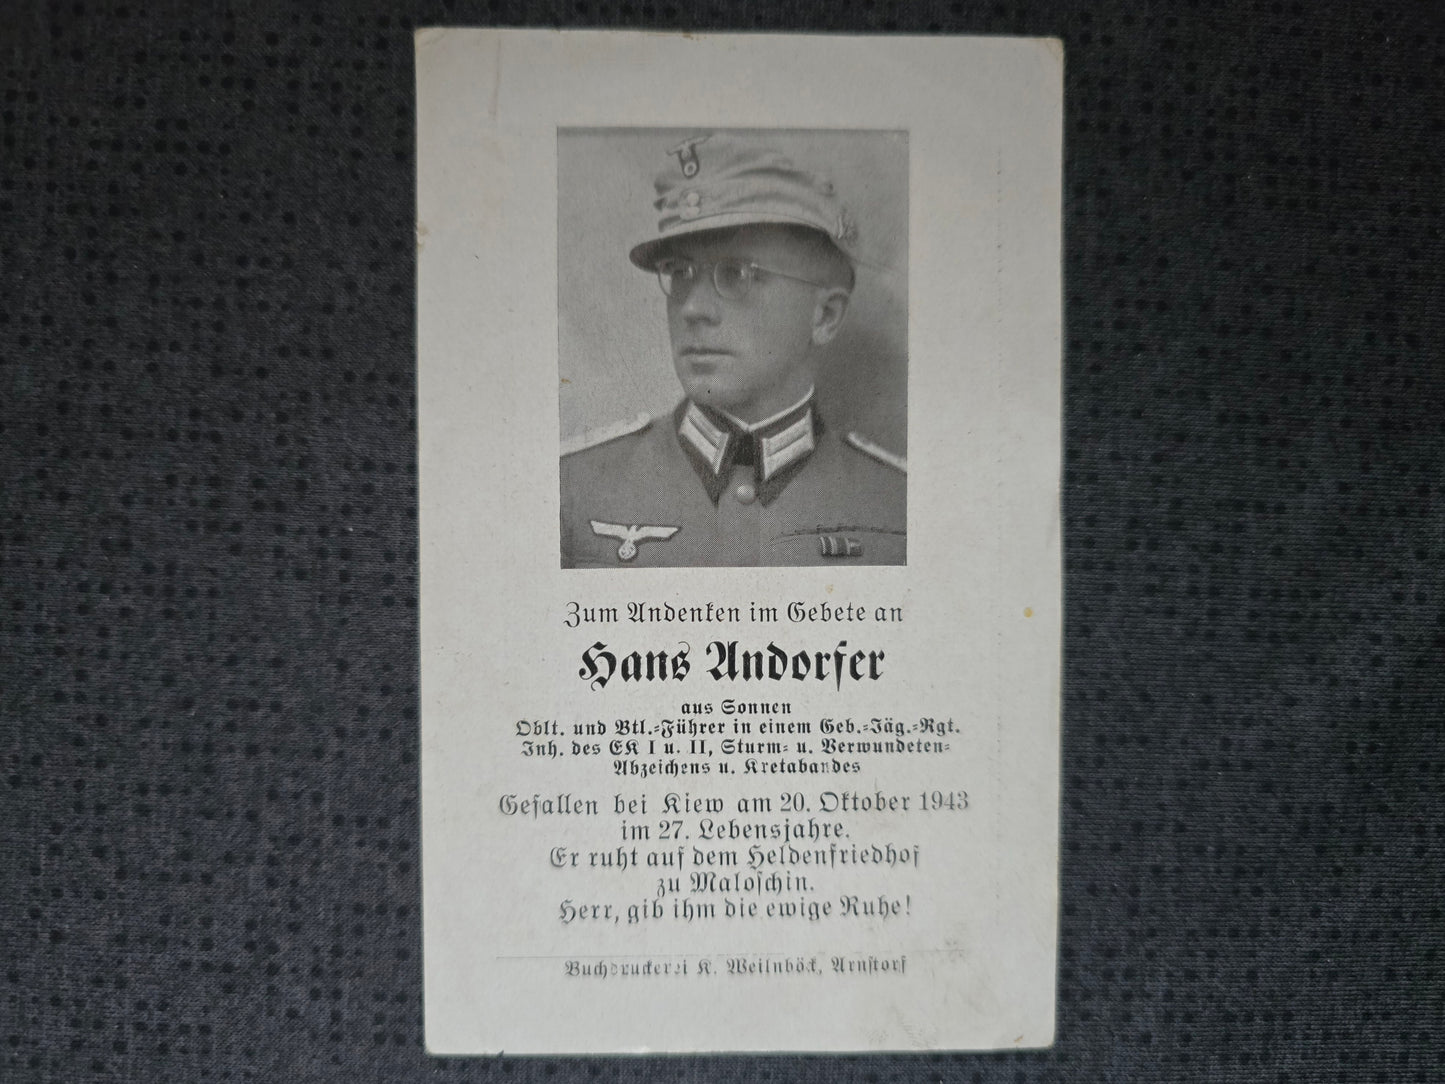 Zum Andenken im Gebete an
Hans Andorfer
aus Sonnen
Oblt. und Btl.=Führer in einem Geb.=Jäg.=Rgt.
Inh. des EK I u. II, Sturm= u. Verwundeten=
Abzeichens u. Kretabandes
Gefallen bei Kiew am 20. Oktober 1943
im 27. Lebensjahre.
Er ruht auf dem Heldenfriedhof
zu Maloschin.
Herr, gib ihm die ewige Ruhe!
Buchdruckerei K. Weilnböck, Arnstorf